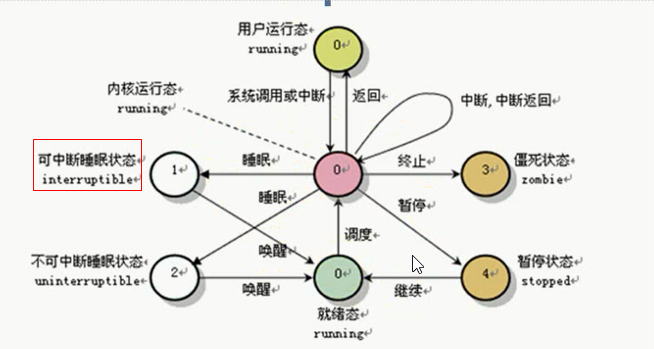 用户运行态
running
0
内核运行态
running
系统调用或中断
返回
中断, 中断返回
可中断睡眠状态
interruptible
1
睡眠
0
终止
3
僵死状态
zombie
睡眠
暂停
唤醒
调度
不可中断睡眠状态
uninterruptible
2
唤醒
0
继续
4
暂停状态
stopped
就绪态
running